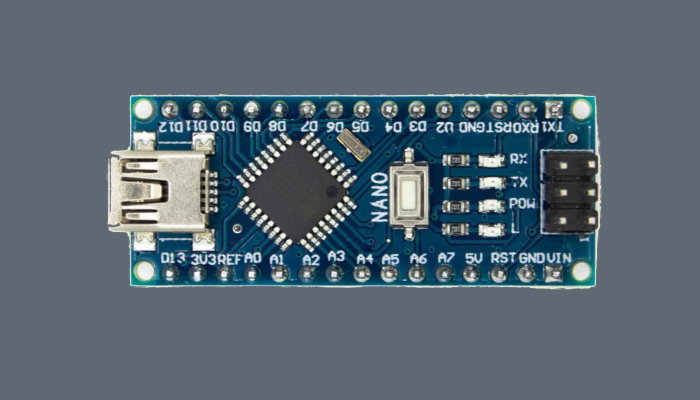 D12 D11 D10 D9 D8 D7 D6 D5 D4 D3 D2 GND RST RX0 TX1
RX
TX
POW
L
NANO
D13 3V3 REF A0 A1 A2 A3 A4 A5 A6 A7 5V RST GND VIN